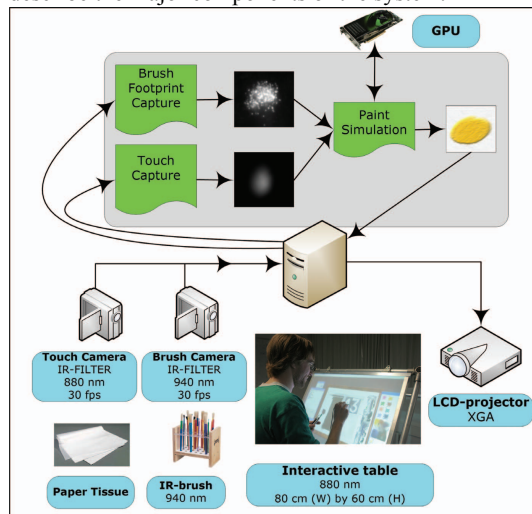 GPU
Brush
Footprint
Capture
Paint
Simulation
Touch
Capture
Touch Camera
IR-FILTER
880 nm
30 fps
Brush Camera
IR-FILTER
940 nm
30 fps
LCD-projector
XGA
Paper Tissue
IR-brush
940 nm
Interactive table
880 nm
80 cm (W) by 60 cm (H)